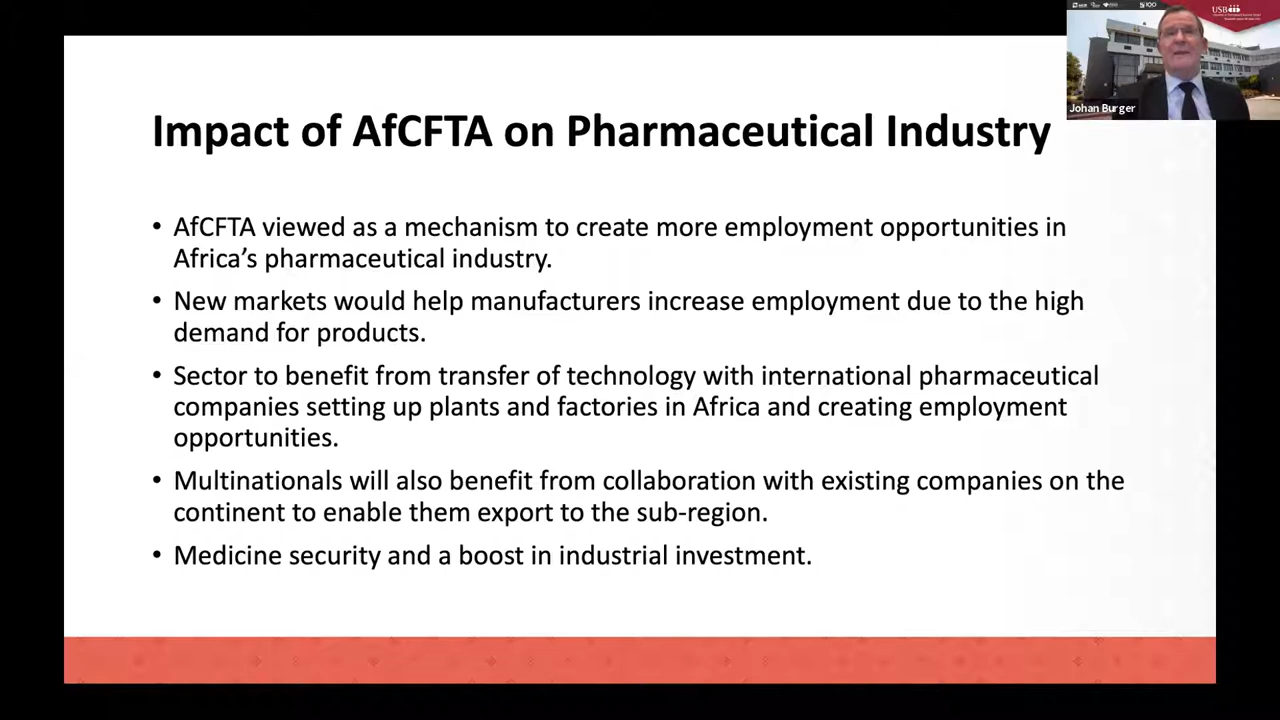 USB
Johan Burger
Impact of AfCFTA on Pharmaceutical Industry
• AfCFTA viewed as a mechanism to create more employment opportunities in
Africa’s pharmaceutical industry.
• New markets would help manufacturers increase employment due to the high
demand for products.
• Sector to benefit from transfer of technology with international pharmaceutical
companies setting up plants and factories in Africa and creating employment
opportunities.
• Multinationals will also benefit from collaboration with existing companies on the
continent to enable them export to the sub-region.
• Medicine security and a boost in industrial investment.